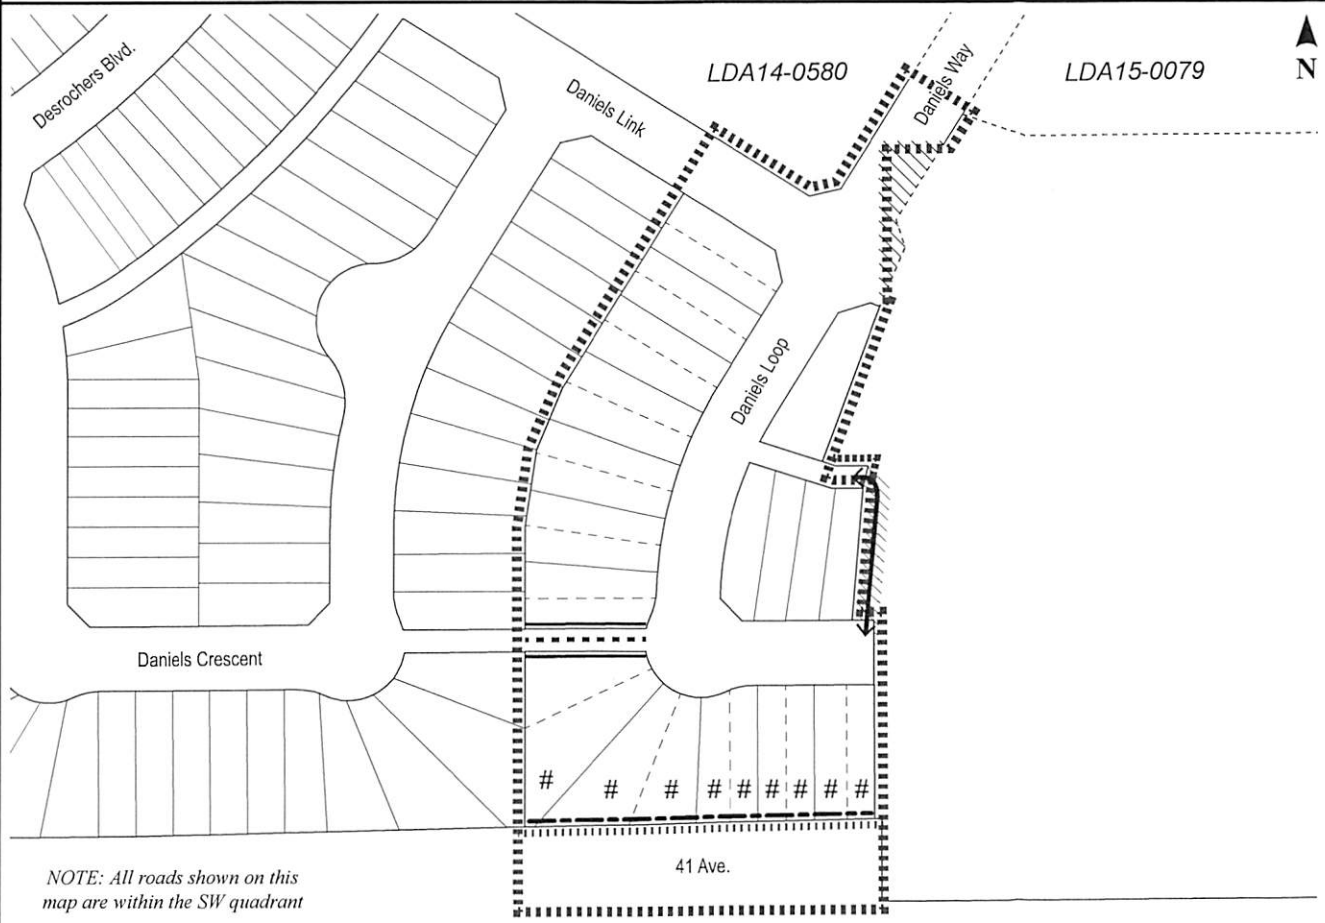 LDA14-0580
LDA15-0079
N
Desrochers Blvd.
Daniels Link
Daniels Way
Daniels Loop
Daniels Crescent
# # # # # # # # #
41 Ave.
NOTE: All roads shown on this
map are within the SW quadrant